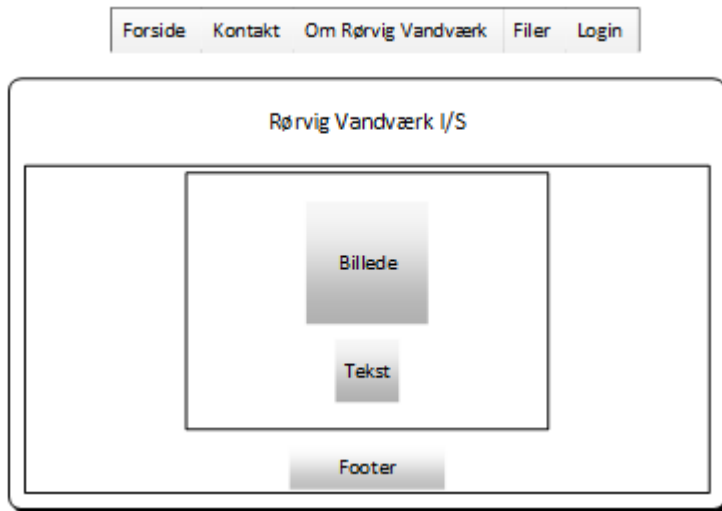 Forside Kontakt Om Rørvig Vandværk Filer Login
Rørvig Vandværk I/S
Billede
Tekst
Footer